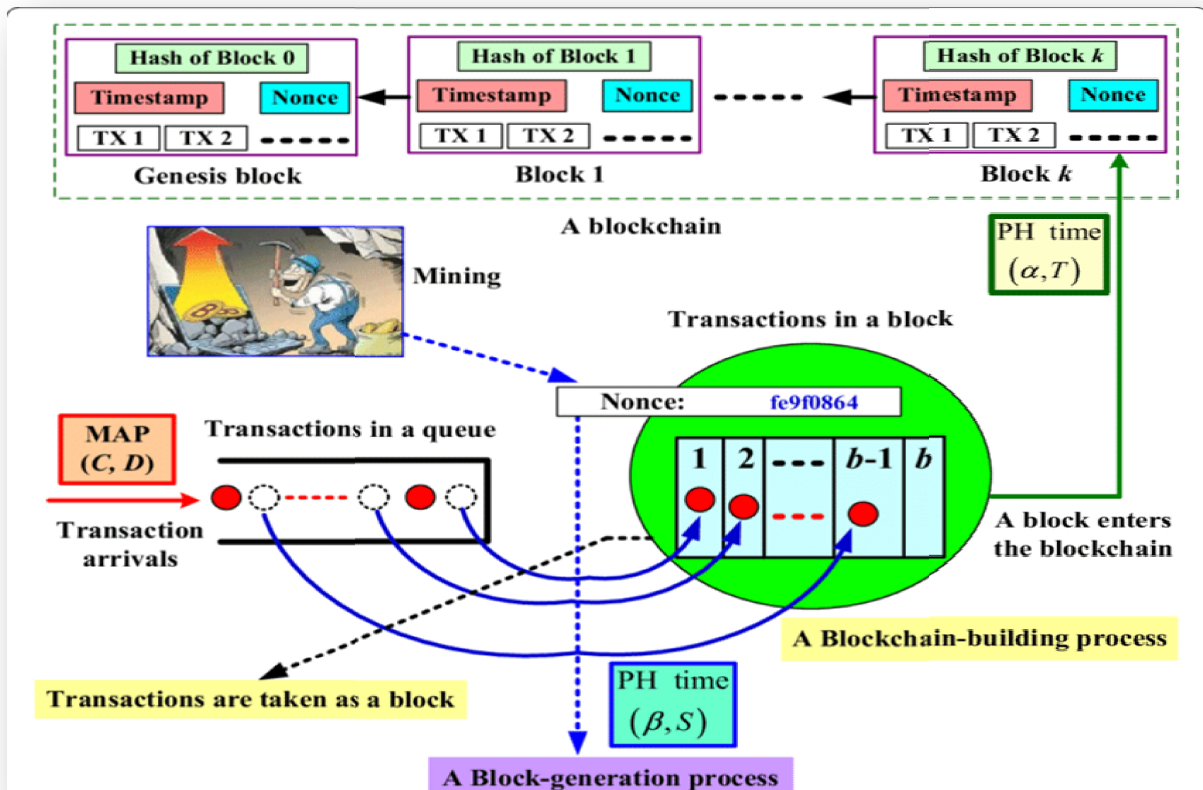 Hash of Block 0
Timestamp Nonce
TX 1 TX 2
Genesis block
Hash of Block 1
Timestamp Nonce
TX 1 TX 2
Block 1
Hash of Block k
Timestamp Nonce
TX 1 TX 2
Block k
A blockchain
PH time
(α,T)
Mining
Transactions in a block
Nonce: fe9f0864
MAP
(C, D)
Transactions in a queue
1 2 b-1 b
Transaction
arrivals
A block enters
the blockchain
A Blockchain-building process
Transactions are taken as a block
PH time
(β,S)
A Block-generation process